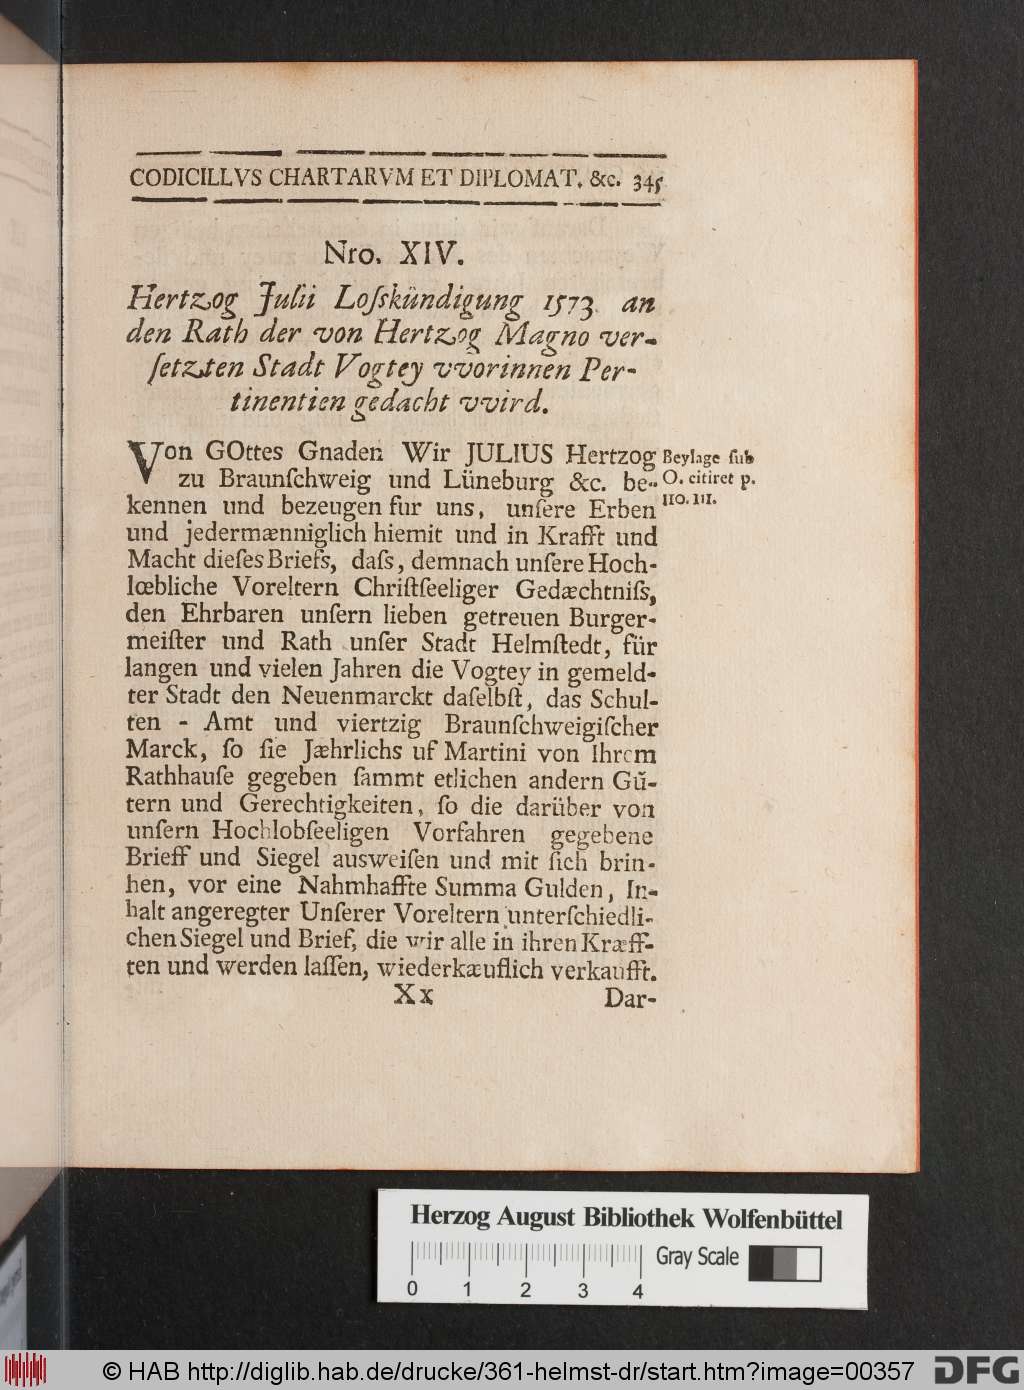 CODICILLVS CHARTARVM ET DIPLOMAT. &c. 345
Nro. XIV.
Hertzog Julii Loſskündigung 1573. an
den Rath der von Hertzog Magno ver-
ſetzten Stadt Vogtey vvorinnen Per-
tinentien gedacht vvird.
Von GOttes Gnaden Wir JULIUS Hertzog
zu Braunſchweig und Lüneburg &c. be-
kennen und bezeugen fur uns, unſere Erben
und jedermænniglich hiemit und in Krafft und
Macht dieſes Briefs, daſs, demnach unſere Hoch-
lœbliche Voreltern Chriſtſeeliger Gedæchtniſs,
den Ehrbaren unſern lieben getreuen Burger-
meiſter und Rath unſer Stadt Helmſtedt, für
langen und vielen Jahren die Vogtey in gemeld-
ter Stadt den Neuenmarckt daſelbſt, das Schul-
ten - Amt und viertzig Braunſchweigiſcher
Marck, ſo ſie Jæhrlichs uf Martini von Ihrem
Rathhauſe gegeben ſammt etlichen andern Gü-
tern und Gerechtigkeiten, ſo die darüber von
unſern Hochlobſeeligen Vorfahren gegebene
Brieff und Siegel ausweiſen und mit ſich brin-
hen, vor eine Nahmhaffte Summa Gulden, In-
halt angeregter Unſerer Voreltern unterſchiedli-
chen Siegel und Brief, die wir alle in ihren Kræff-
ten und werden laſſen, wiederkæuflich verkaufft.
Xx Dar-
Beylage ſub
O. citiret p.
110. 111.
Herzog August Bibliothek Wolfenbüttel
Gray Scale
0 1 2 3 4
© HAB http://diglib.hab.de/drucke/361-helmst-dr/start.htm?image=00357
DFG